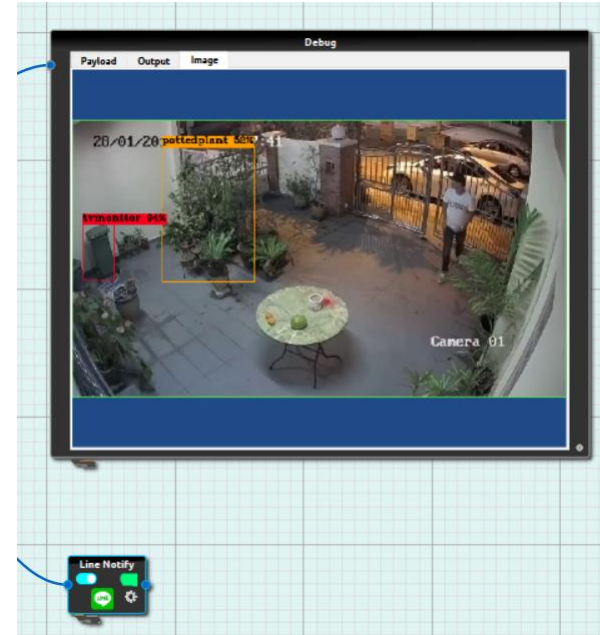 Debug
Payload Output Image
28/01/20 pottedplant 58% :41
tvmonitor 94%
Camera 01
Line Notify
LINE